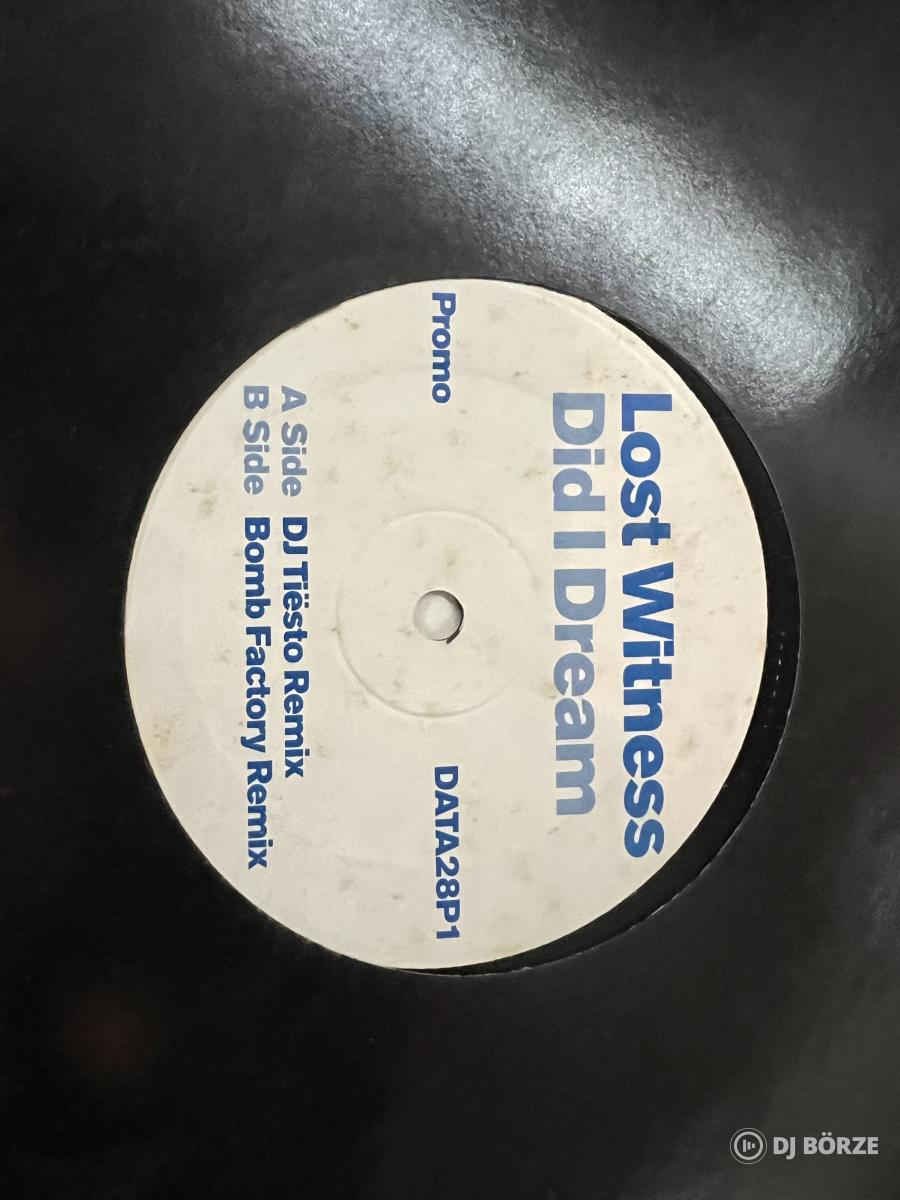 Lost Witness
Did I Dream
Promo
DATA28P1
A Side DJ Tiësto Remix
B Side Bomb Factory Remix
DJ BÖRZE